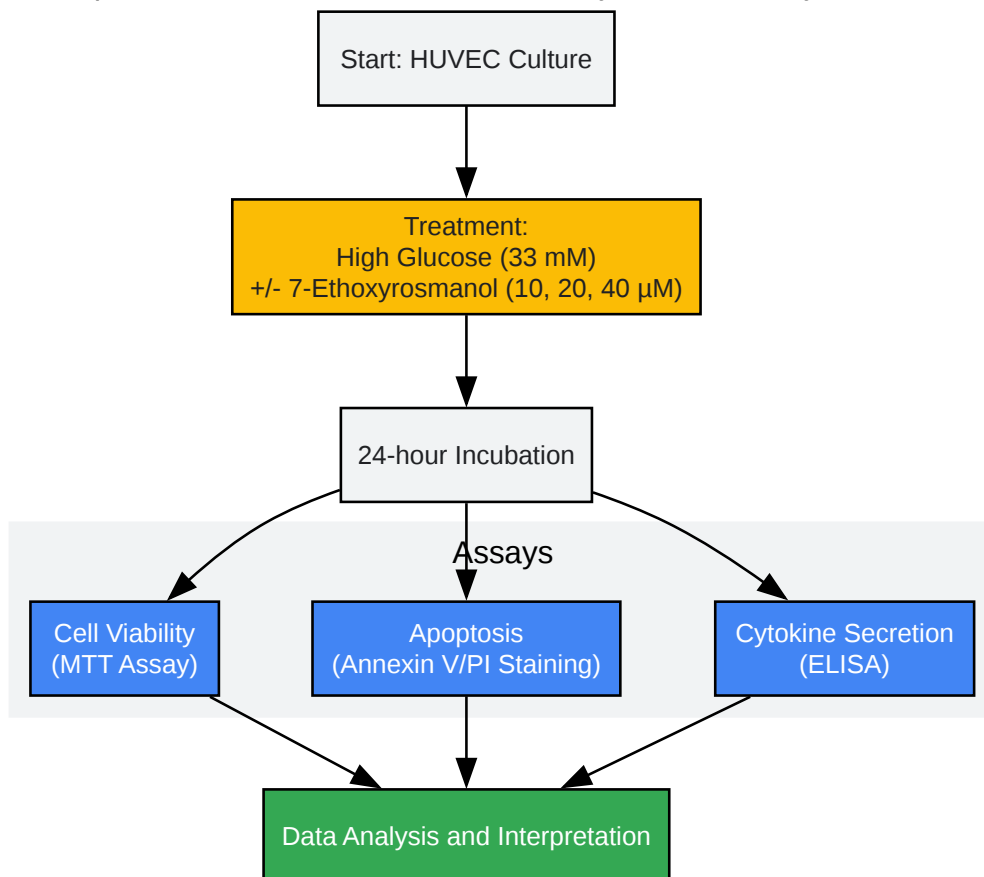 Start: HUVEC Culture
Treatment:
High Glucose (33 mM)
+/- 7-Ethoxyrosmanol (10, 20, 40 µM)
24-hour Incubation
Assays
Cell Viability
(MTT Assay)
Apoptosis
(Annexin V/PI Staining)
Cytokine Secretion
(ELISA)
Data Analysis and Interpretation